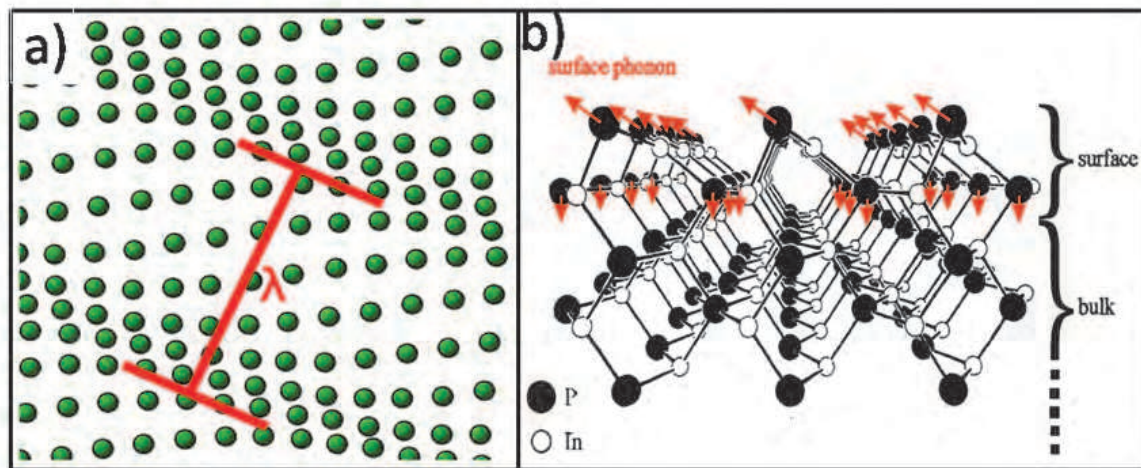 a)
λ
b)
surface phonon
surface
bulk
P
In